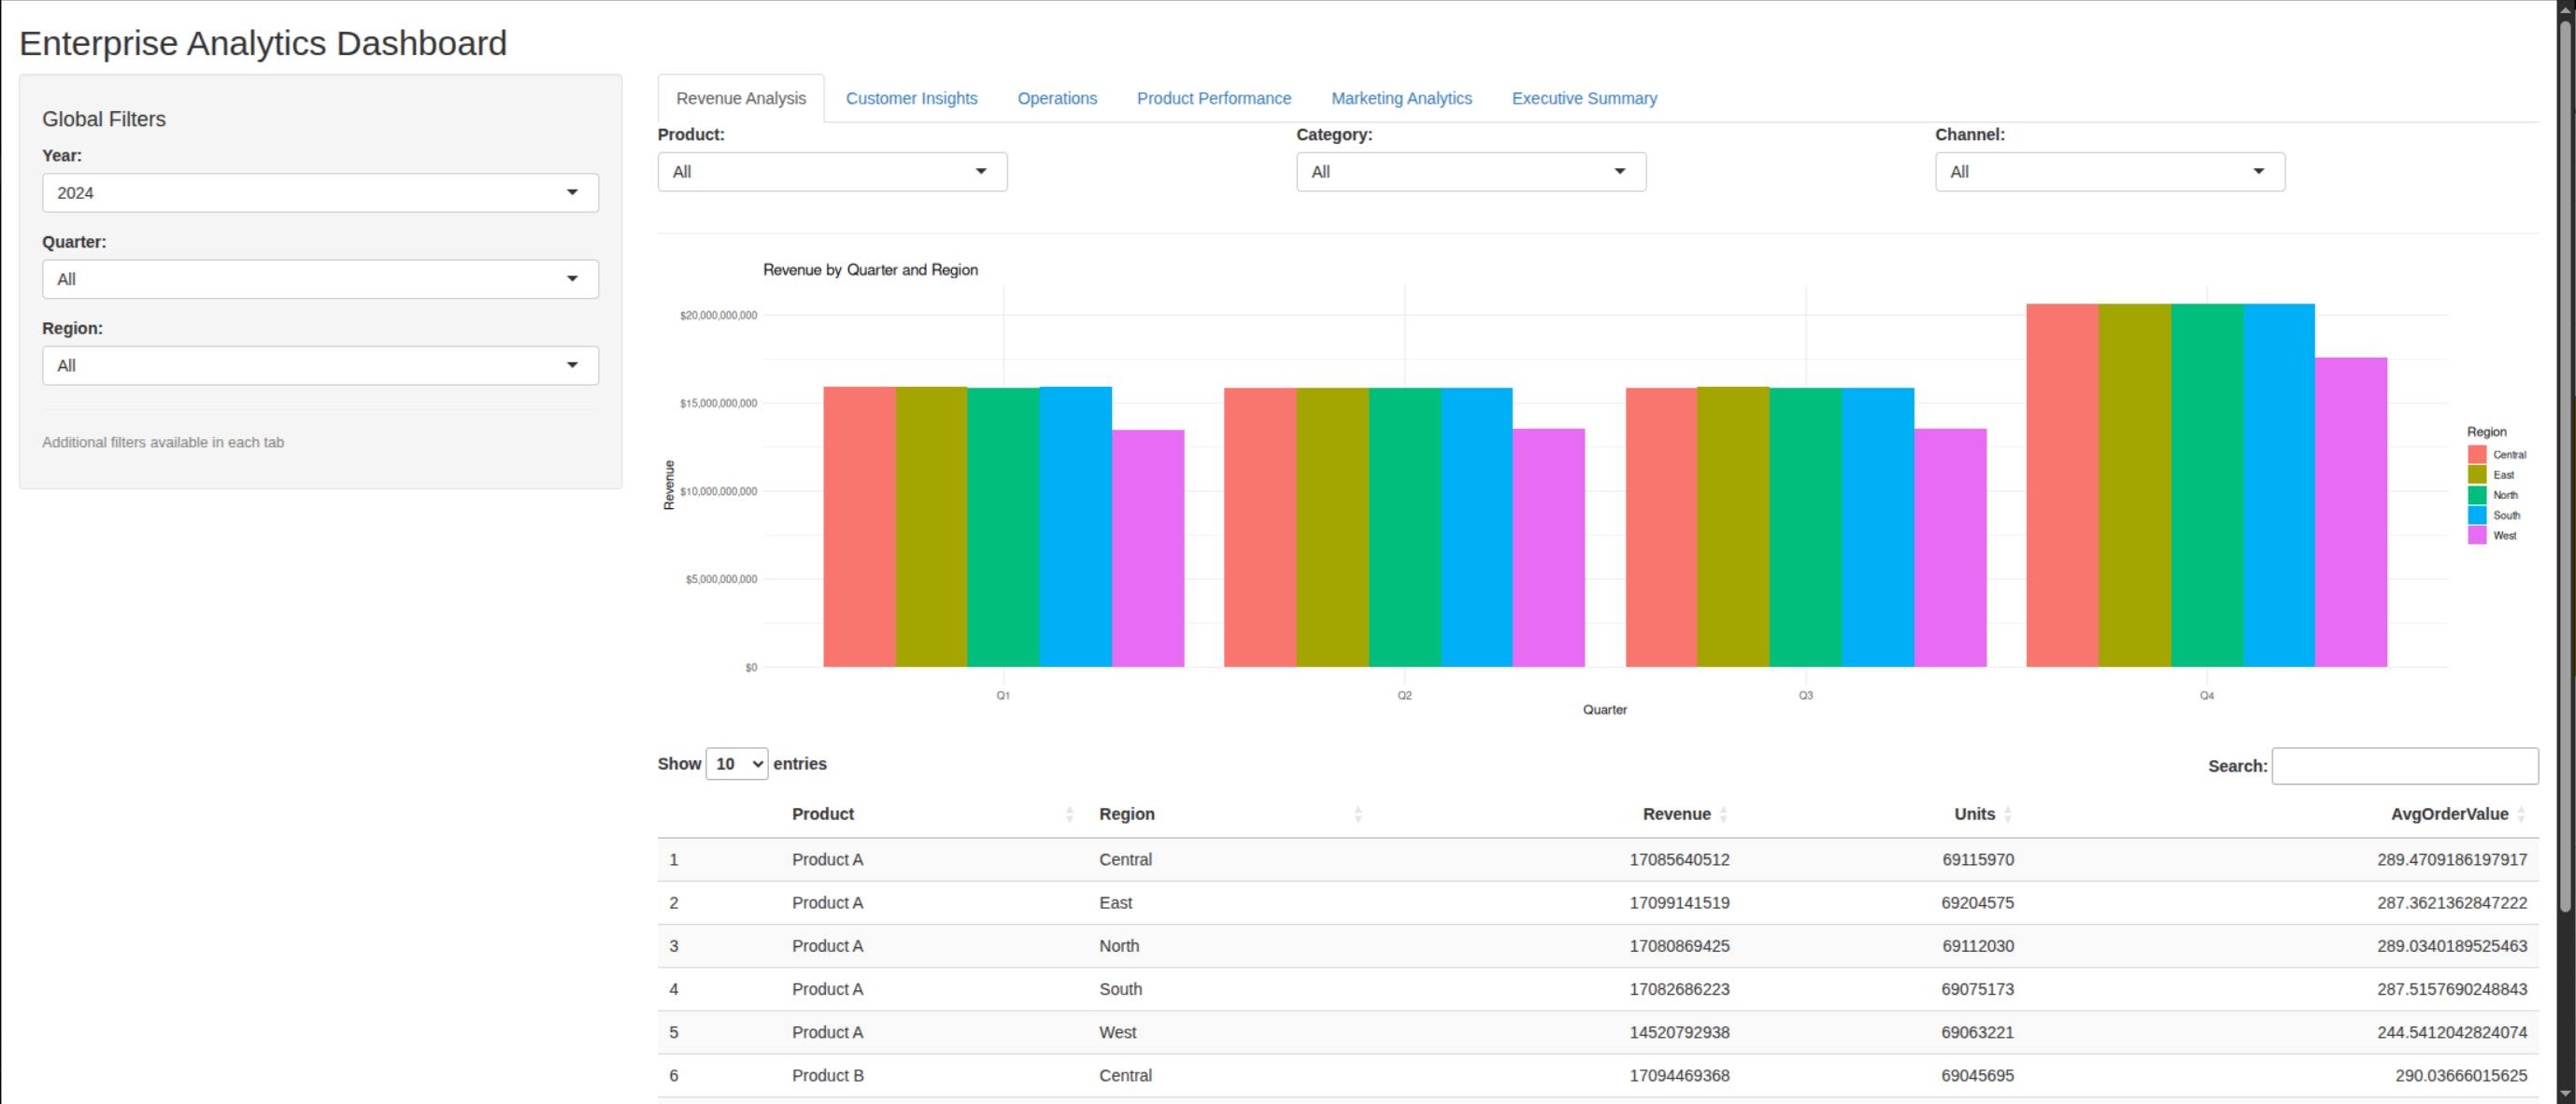 Enterprise Analytics Dashboard
Global Filters
Year:
2024
Quarter:
All
Region:
All
Additional filters available in each tab
Revenue Analysis Customer Insights Operations Product Performance Marketing Analytics Executive Summary
Product: Category: Channel:
All All All
Revenue by Quarter and Region
$20,000,000,000
$15,000,000,000
$10,000,000,000
$5,000,000,000
$0
Revenue
Q1 Q2 Q3 Q4
Quarter
Region
Central
East
North
South
West
Show 10 entries Search:
Product Region Revenue Units AvgOrderValue
1 Product A Central 17085640512 69115970 289.4709186197917
2 Product A East 17099141519 69204575 287.3621362847222
3 Product A North 17080869425 69112030 289.0340189525463
4 Product A South 17082686223 69075173 287.5157690248843
5 Product A West 14520792938 69063221 244.5412042824074
6 Product B Central 17094469368 69045695 290.03666015625